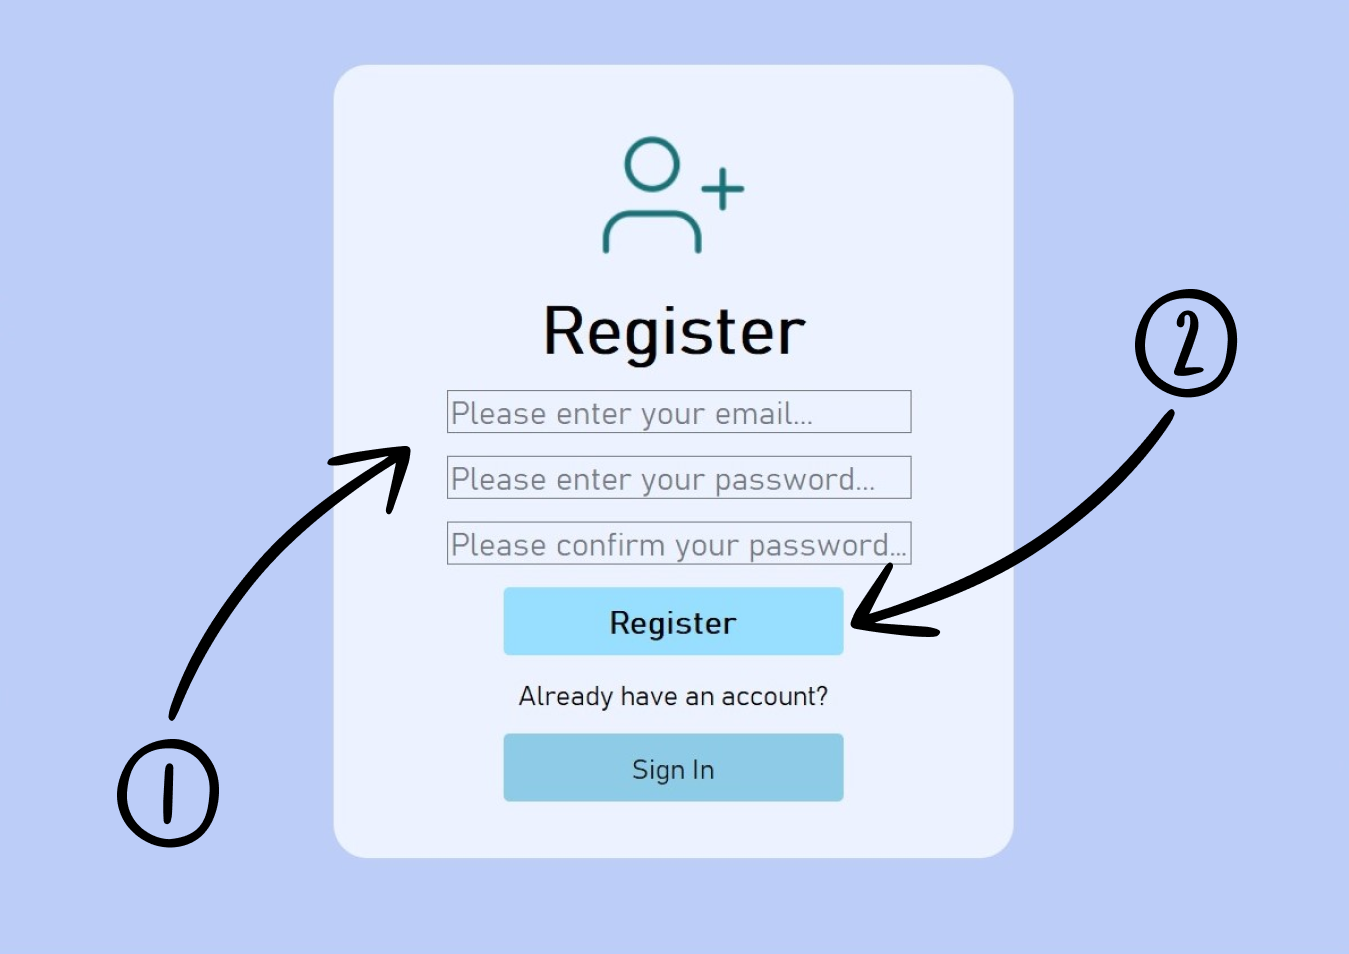 Register
Please enter your email...
Please enter your password...
Please confirm your password...
Register
Already have an account?
Sign In
1
2